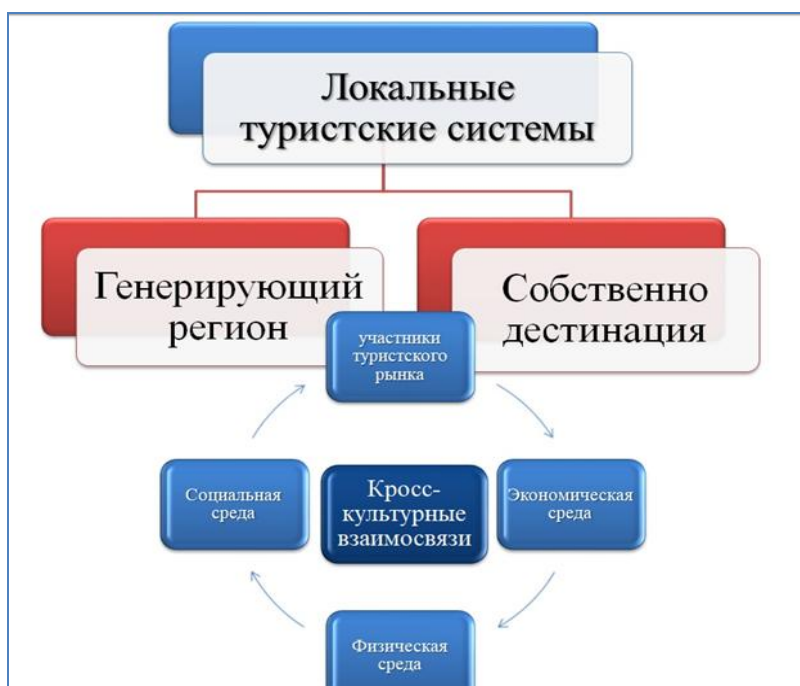 Локальные
туристские системы
Генерирующий
регион
Собственно
дестинация
участники
туристского
рынка
Социальная
среда
Кросс-
культурные
взаимосвязи
Экономическая
среда
Физическая
среда